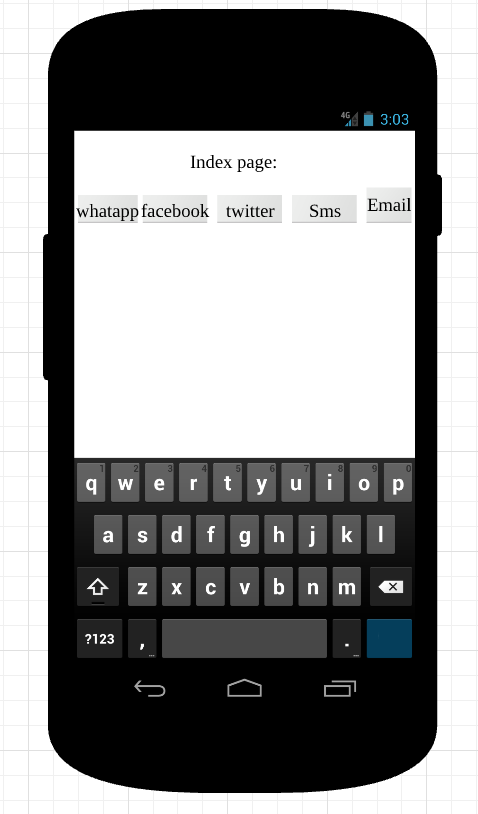 4G 3:03
Index page:
whatapp facebook twitter Sms Email
1 2 3 4 5 6 7 8 9 0
q w e r t y u i o p
a s d f g h j k l
z x c v b n m
?123 , ... . ...